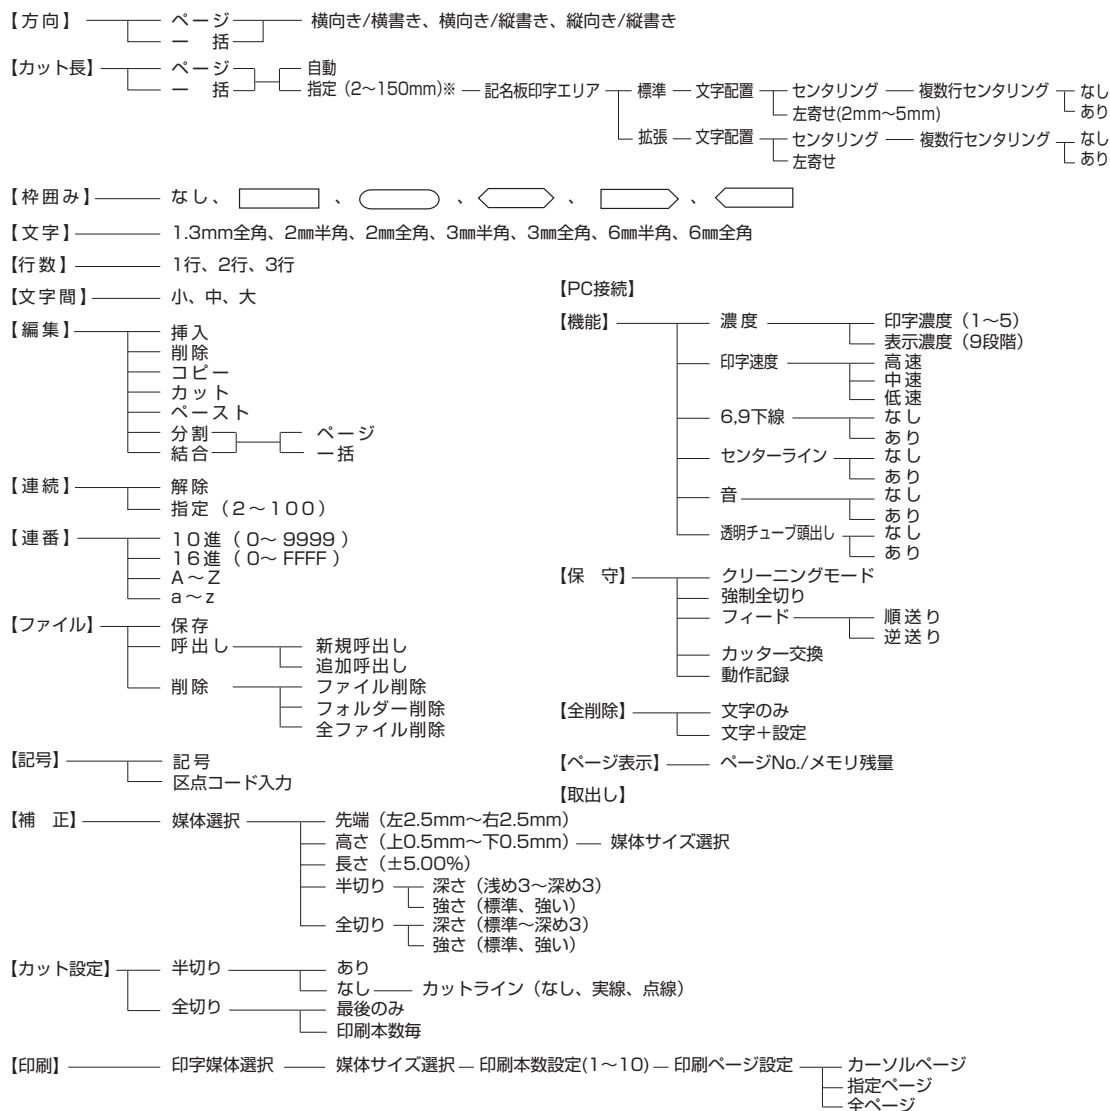 【方向】 ページ 横向き/横書き、横向き/縦書き、縦向き/縦書き
一 括
【カット長】 ページ 自動
一 括 指定（2～150mm）※ 記名板印字エリア 標準 文字配置 センタリング 複数行センタリング なし
左寄せ(2mm～5mm) あり
拡張 文字配置 センタリング 複数行センタリング なし
左寄せ あり
【枠囲み】 なし、 、 、 、 、
【文字】 1.3mm全角、2㎜半角、2㎜全角、3㎜半角、3㎜全角、6㎜半角、6㎜全角
【行数】 1行、2行、3行
【文字間】 小、中、大
【編集】 挿入
削除
コピー
カット
ペースト
分割 ページ
結合 一括
【連続】 解除
指定（2～100）
【連番】 10進（0～9999）
16進（0～FFFF）
A～Z
a～z
【ファイル】 保存
呼出し 新規呼出し
追加呼出し
削除 ファイル削除
フォルダー削除
全ファイル削除
【記号】 記号
区点コード入力
【PC接続】
【機能】 濃度 印字濃度（1～5）
表示濃度（9段階）
印字速度 高速
中速
低速
6,9下線 なし
あり
センターライン なし
あり
音 なし
あり
透明チューブ頭出し なし
あり
【保 守】 クリーニングモード
強制全切り
フィード 順送り
逆送り
カッター交換
動作記録
【全削除】 文字のみ
文字＋設定
【ページ表示】 ページNo./メモリ残量
【取出し】
【補 正】 媒体選択 先端（左2.5mm～右2.5mm）
高さ（上0.5mm～下0.5mm） 媒体サイズ選択
長さ（±5.00%）
半切り 深さ（浅め3～深め3）
強さ（標準、強い）
全切り 深さ（標準～深め3）
強さ（標準、強い）
【カット設定】 半切り あり
なし カットライン（なし、実線、点線）
全切り 最後のみ
印刷本数毎
【印刷】 印字媒体選択 媒体サイズ選択 印刷本数設定(1～10) 印刷ページ設定 カーソルページ
指定ページ
全ページ